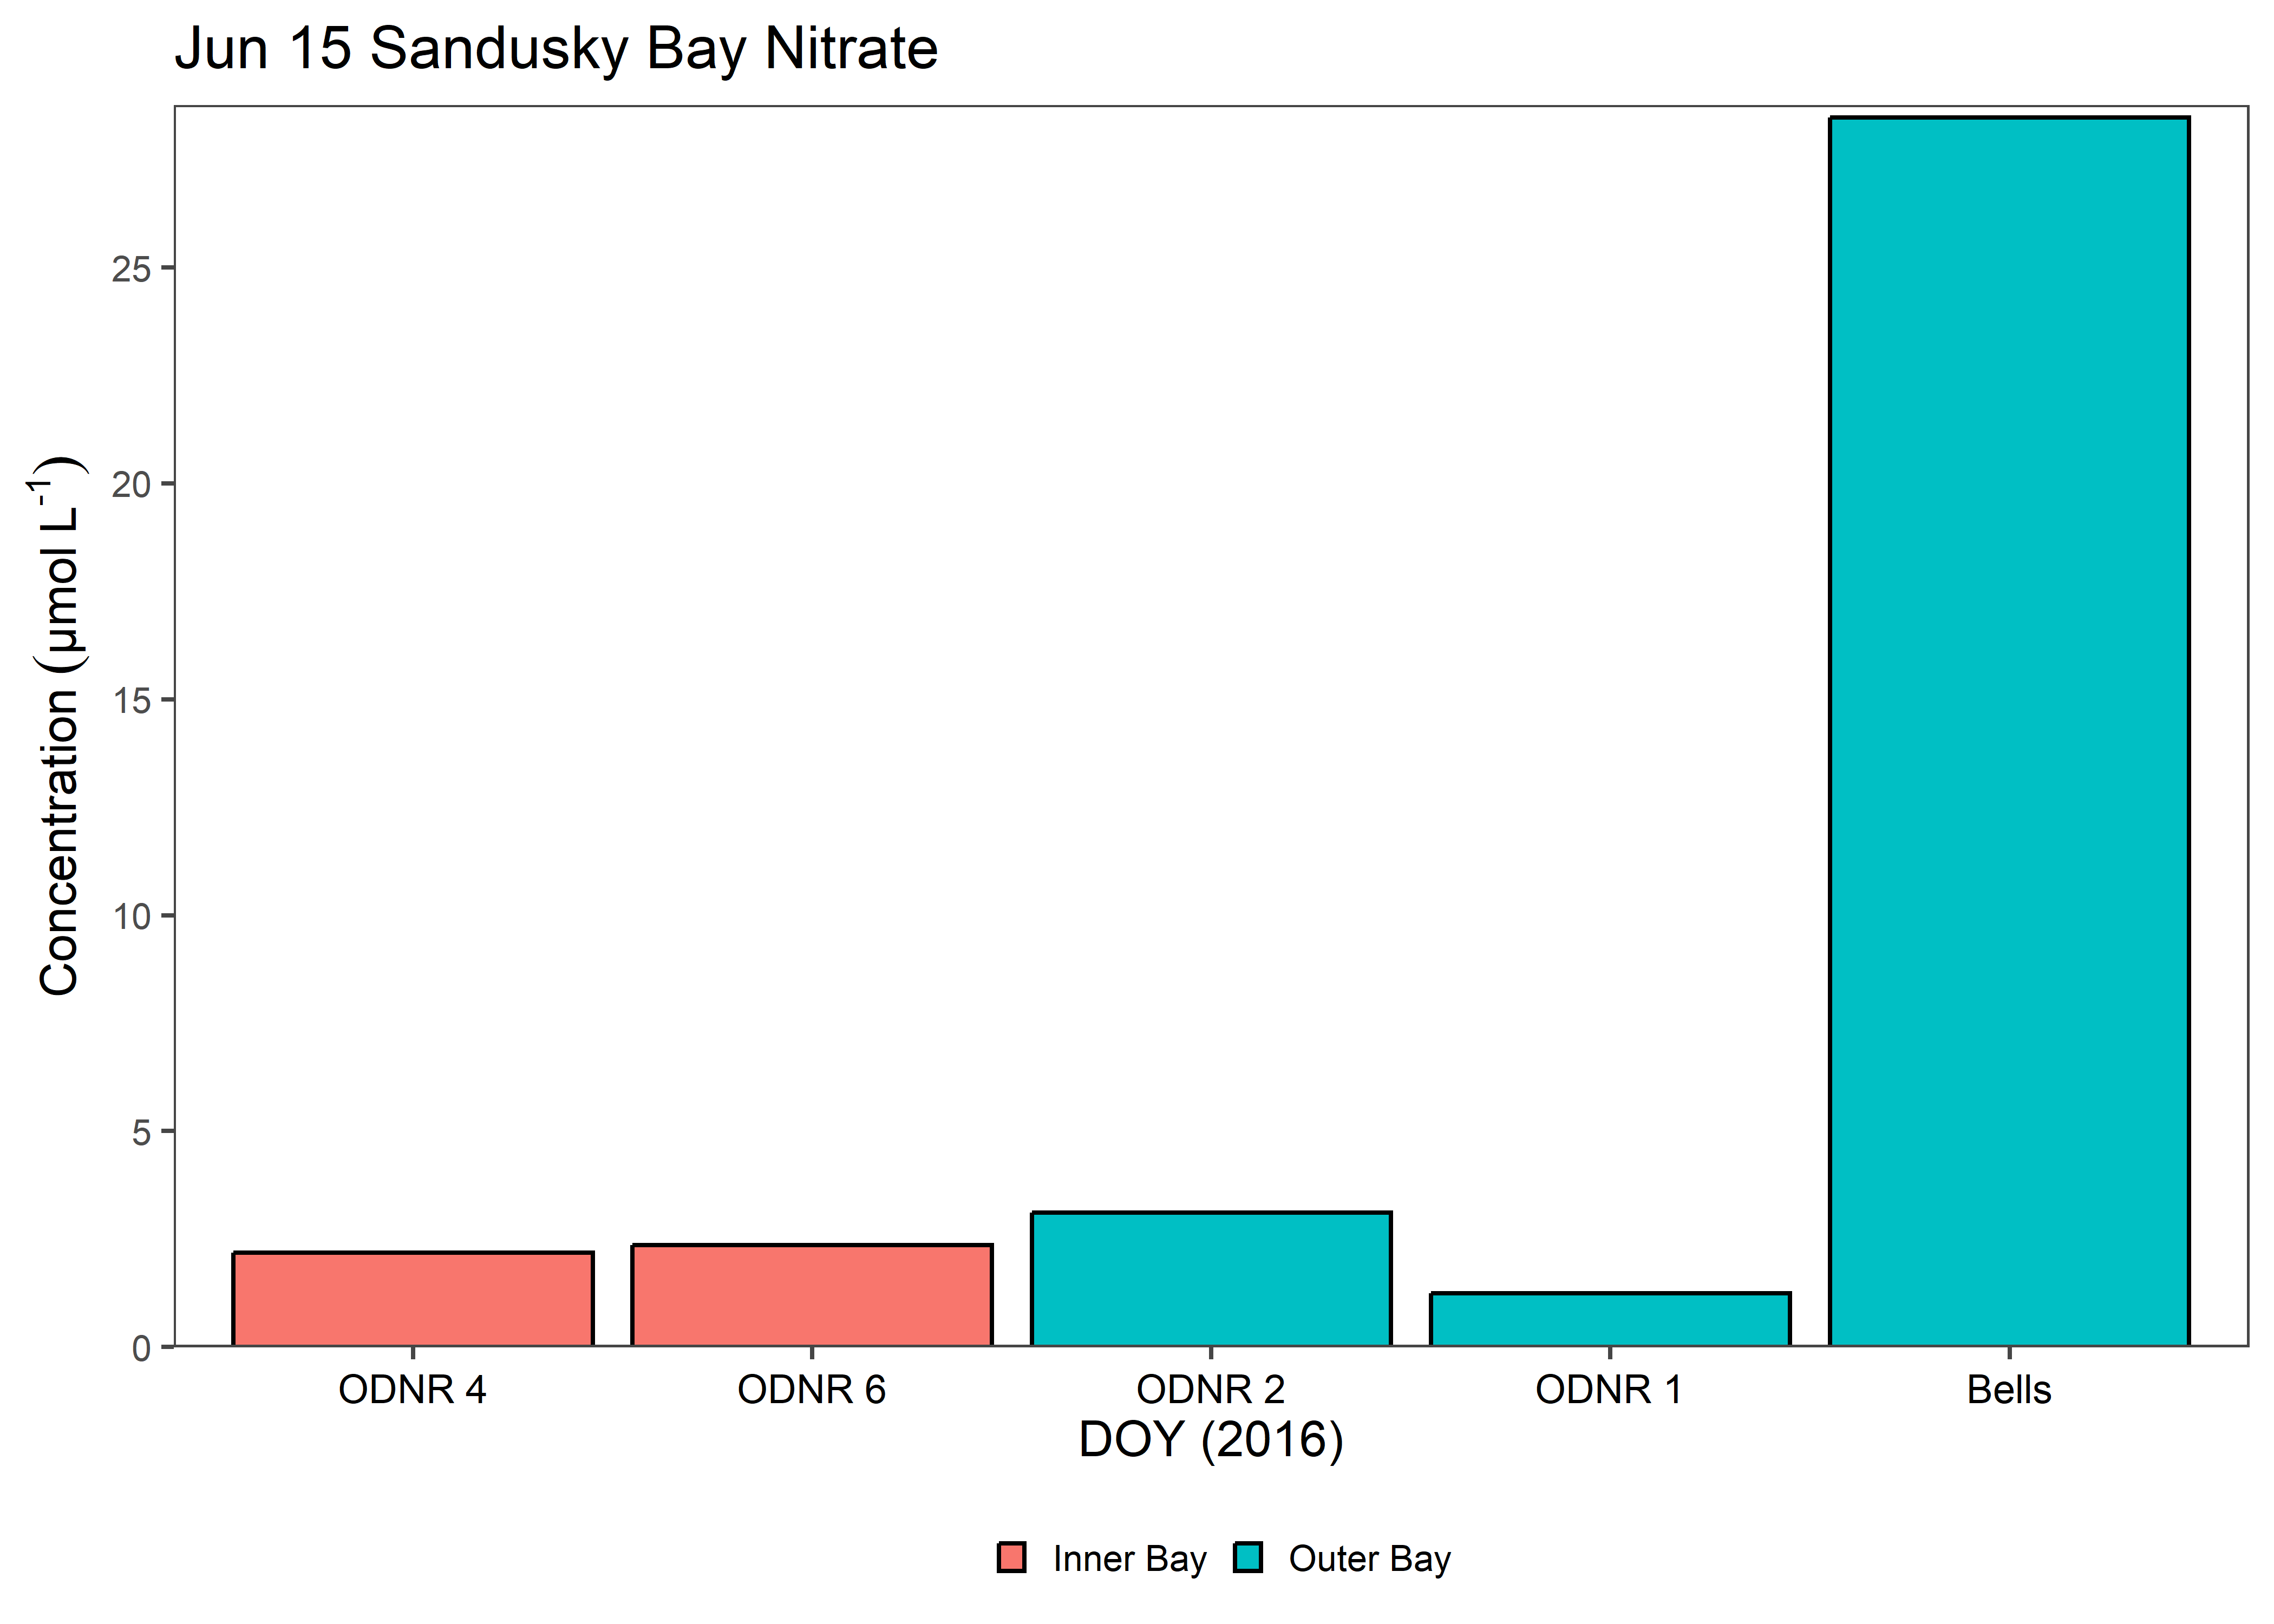 Jun 15 Sandusky Bay Nitrate
Concentration (µmol L⁻¹)
25
20
15
10
5
0
ODNR 4 ODNR 6 ODNR 2 ODNR 1 Bells
DOY (2016)
Inner Bay Outer Bay